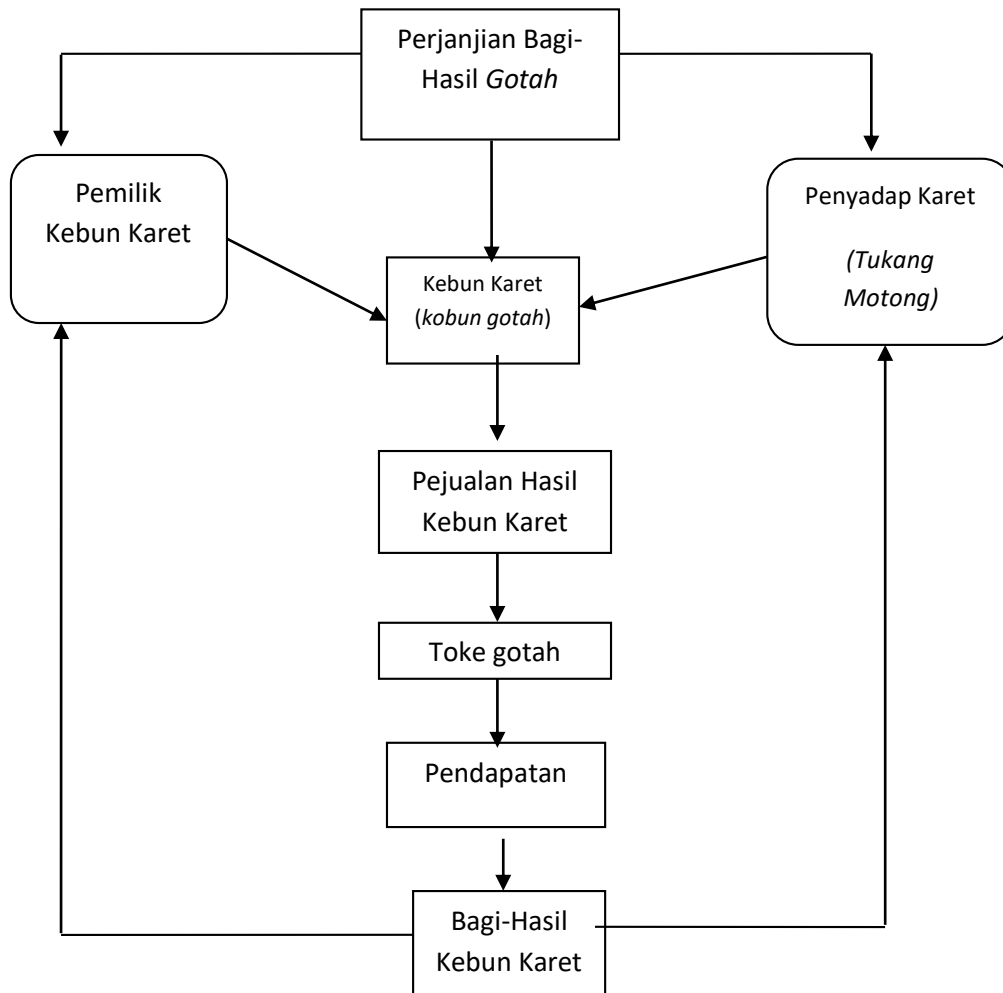 Perjanjian Bagi-
Hasil Gotah
Pemilik
Kebun Karet
Penyadap Karet
(Tukang
Motong)
Kebun Karet
(kobun gotah)
Pejualan Hasil
Kebun Karet
Toke gotah
Pendapatan
Bagi-Hasil
Kebun Karet